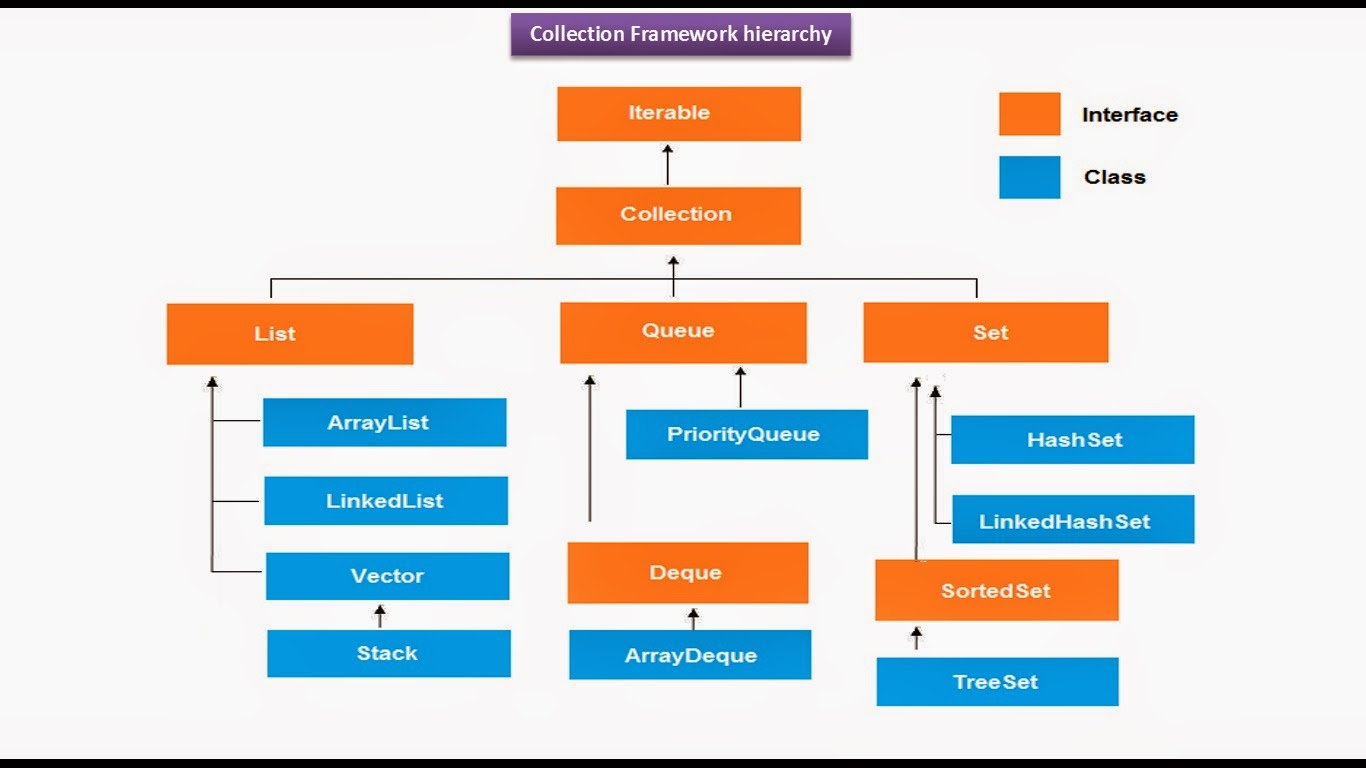 Collection Framework hierarchy
Iterable
Interface
Class
Collection
List
Queue
Set
ArrayList
PriorityQueue
HashSet
LinkedList
LinkedHashSet
Vector
Deque
SortedSet
Stack
ArrayDeque
TreeSet